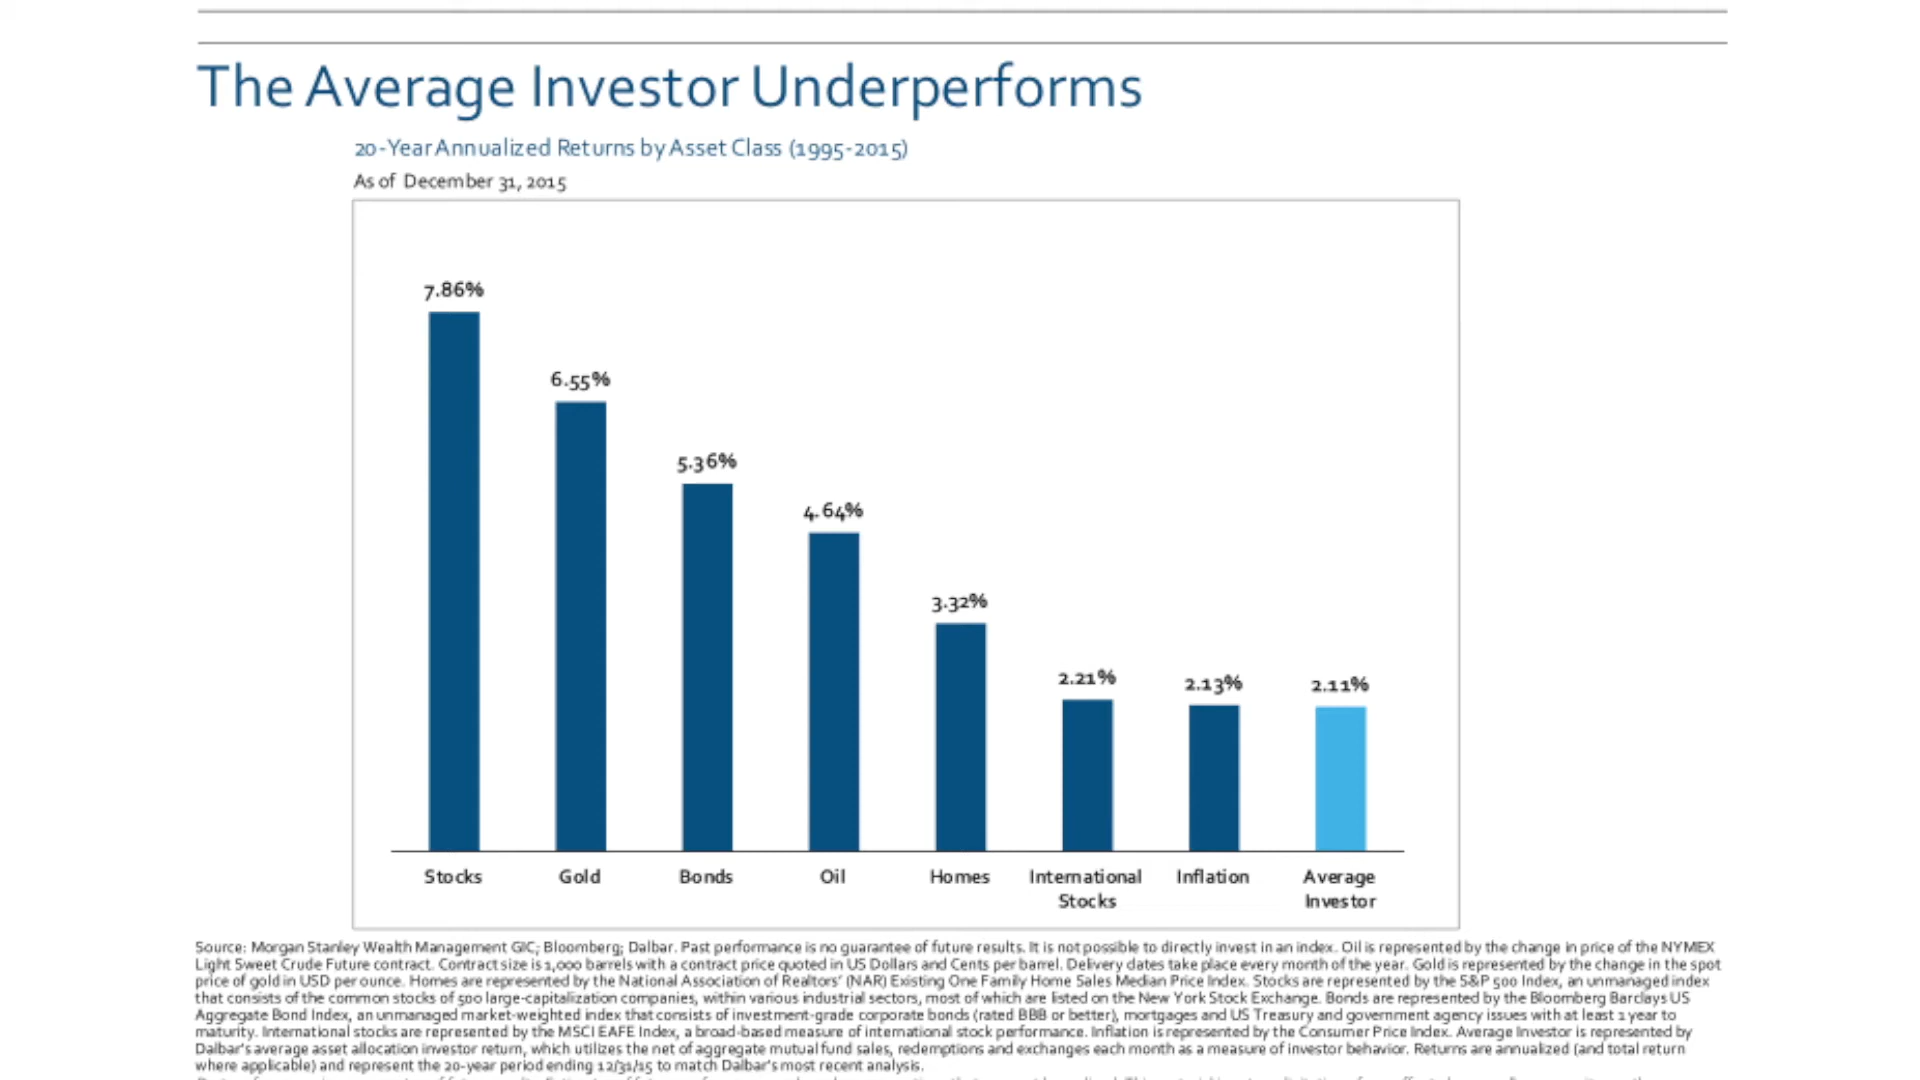 The Average Investor Underperforms
20-Year Annualized Returns by Asset Class (1995-2015)
As of December 31, 2015
7.86%
6.55%
5.36%
4.64%
3.32%
2.21%
2.13%
2.11%
Stocks Gold Bonds Oil Homes International Stocks Inflation Average Investor
Source: Morgan Stanley Wealth Management GIC; Bloomberg; Dalbar. Past performance is no guarantee of future results. It is not possible to directly invest in an index. Oil is represented by the change in price of the NYMEX
Light Sweet Crude Future contract. Contract size is 1,000 barrels with a contract price quoted in US Dollars and Cents per barrel. Delivery dates take place every month of the year. Gold is represented by the change in the spot
price of gold in USD per ounce. Homes are represented by the National Association of Realtors' (NAR) Existing One Family Home Sales Median Price Index. Stocks are represented by the S&P 500 Index, an unmanaged index
that consists of the common stocks of 500 large-capitalization companies, within various industrial sectors, most of which are listed on the New York Stock Exchange. Bonds are represented by the Bloomberg Barclays US
Aggregate Bond Index, an unmanaged market-weighted index that consists of investment-grade corporate bonds (rated BBB or better), mortgages and US Treasury and government agency issues with at least 1 year to
maturity. International stocks are represented by the MSCI EAFE Index, a broad-based measure of international stock performance. Inflation is represented by the Consumer Price Index. Average Investor is represented by
Dalbar's average asset allocation investor return, which utilizes the net of aggregate mutual fund sales, redemptions and exchanges each month as a measure of investor behavior. Returns are annualized (and total return
where applicable) and represent the 20-year period ending 12/31/15 to match Dalbar's most recent analysis.